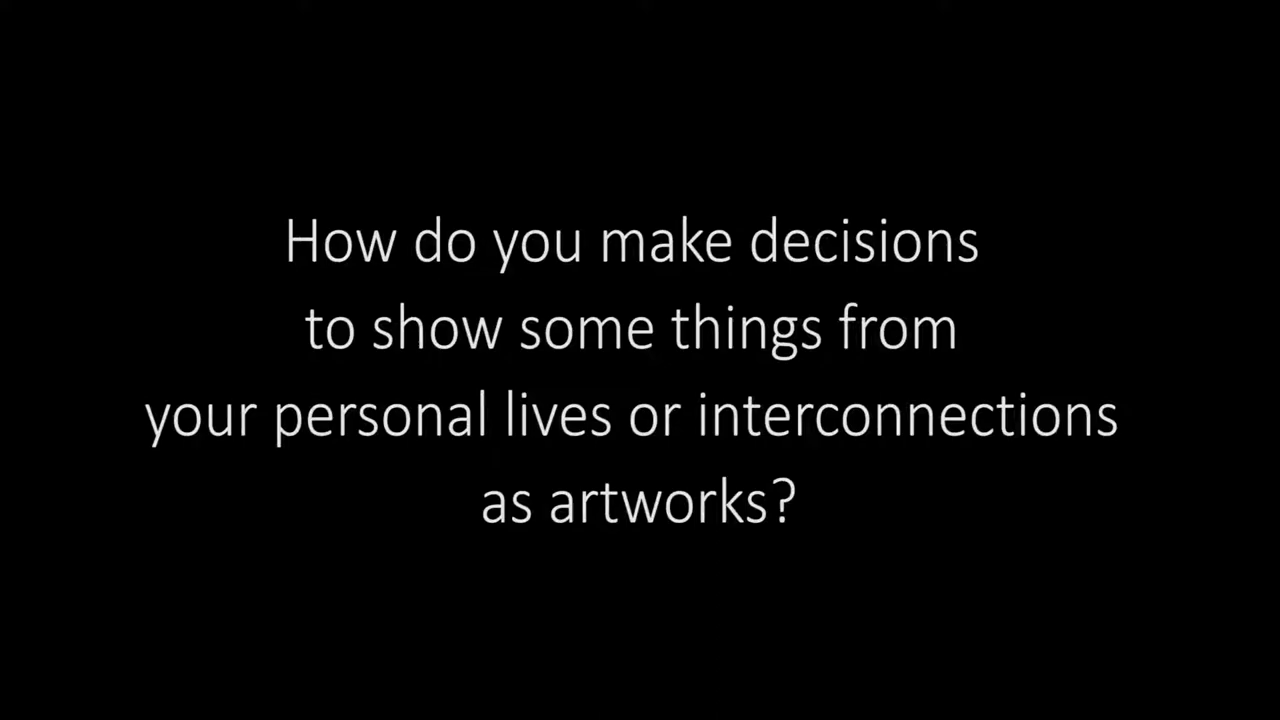 How do you make decisions
to show some things from
your personal lives or interconnections
as artworks?